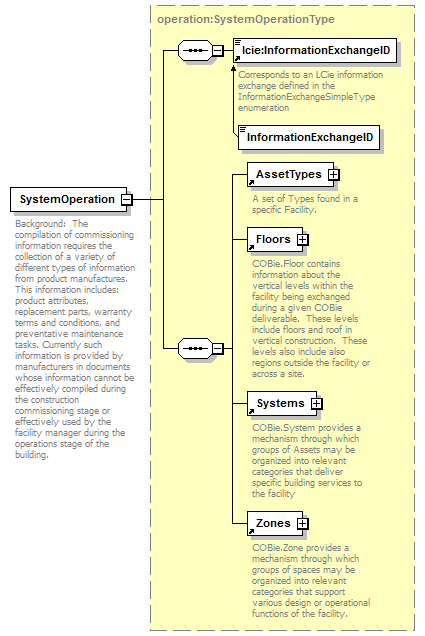 operation:SystemOperationType
lcie:InformationExchangeID
Corresponds to an LCie information
exchange defined in the
InformationExchangeSimpleType
enumeration
InformationExchangeID
SystemOperation
Background:  The
compilation of commissioning
information requires the
collection of a variety of
different types of information
from product manufactures.
This information includes:
product attributes,
replacement parts, warranty
terms and conditions, and
preventative maintenance
tasks. Currently such
information is provided by
manufacturers in documents
whose information cannot be
effectively compiled during
the construction
commissioning stage or
effectively used by the
facility manager during the
operations stage of the
building.
AssetTypes
A set of Types found in a
specific Facility.
Floors
COBie.Floor contains
information about the
vertical levels within the
facility being exchanged
during a given COBie
deliverable.  These levels
include floors and roof in
vertical construction.  These
levels also include also
regions outside the facility or
across a site.
Systems
COBie.System provides a
mechanism through which
groups of Assets may be
organized into relevant
categories that deliver
specific building services to
the facility
Zones
COBie.Zone provides a
mechanism through which
groups of spaces may be
organized into relevant
categories that support
various design or operational
functions of the facility.